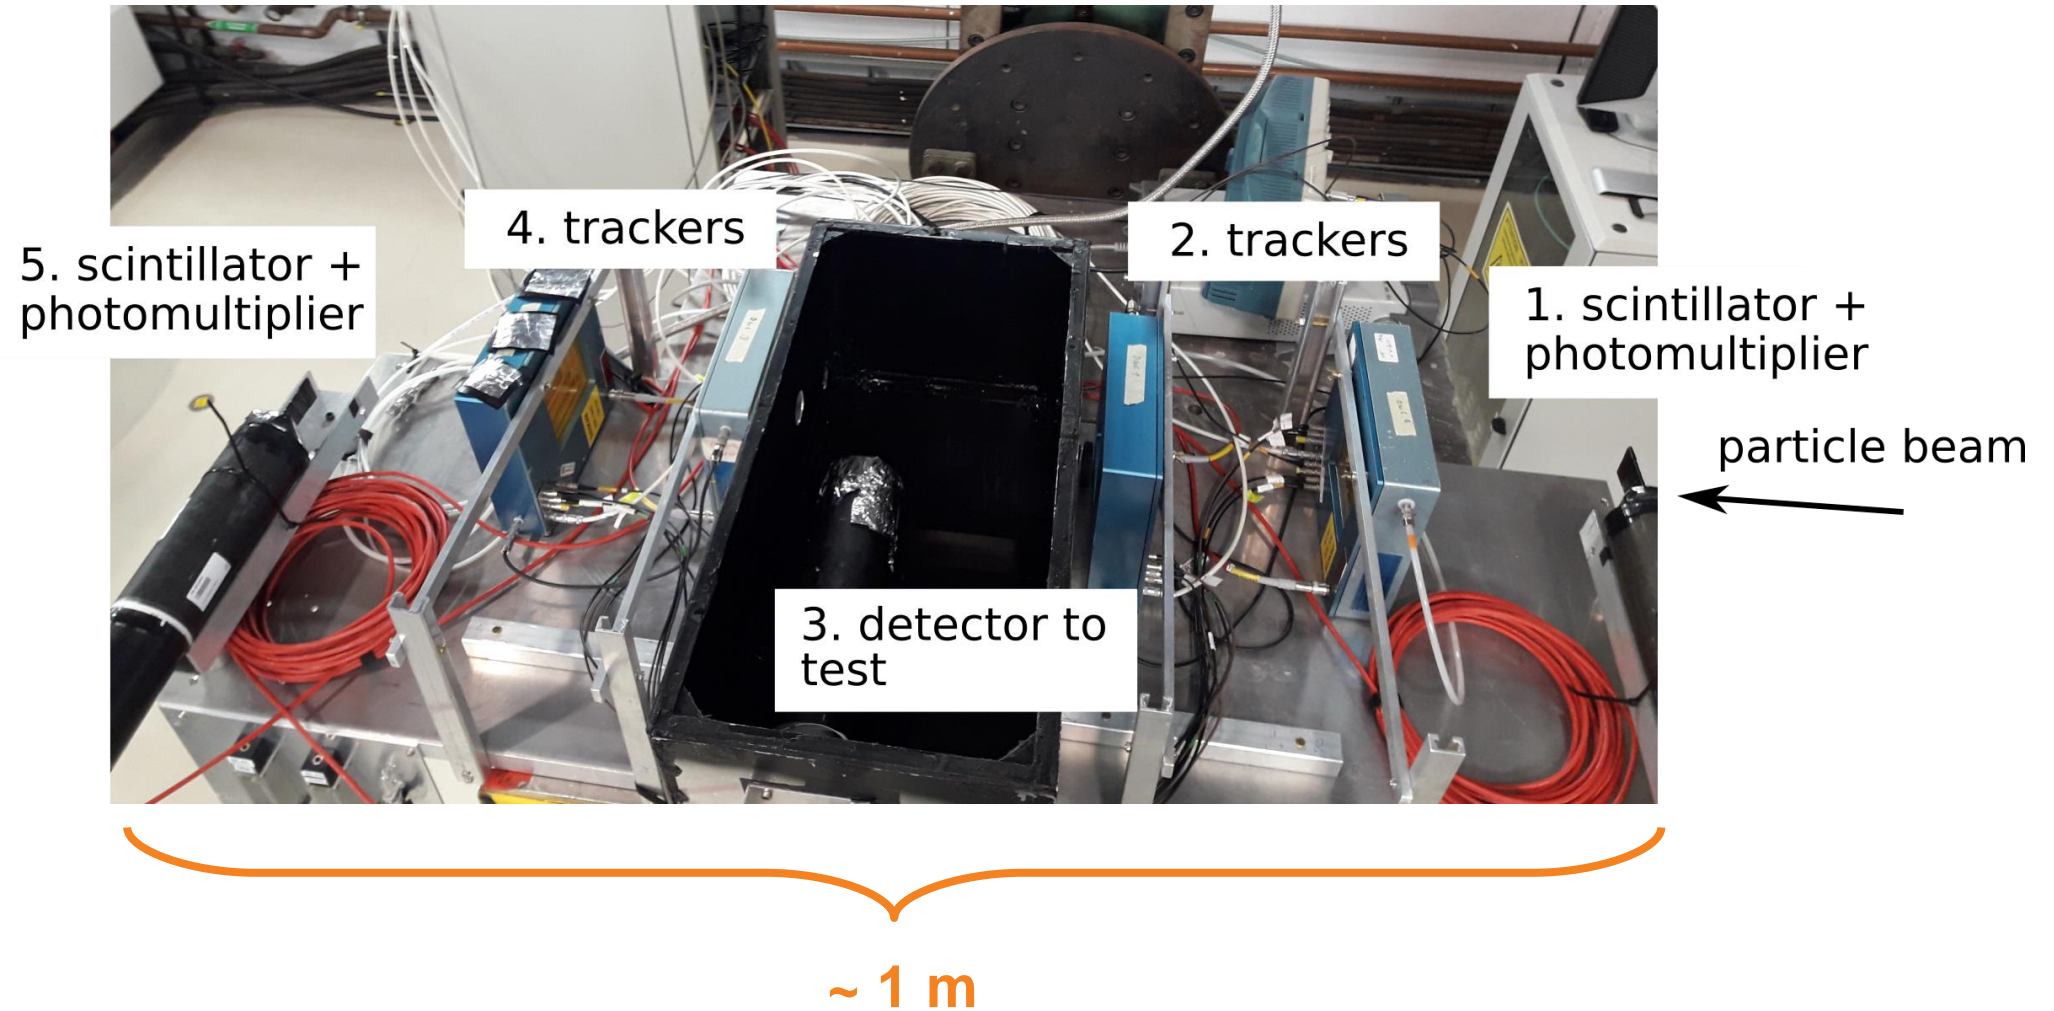 4. trackers
2. trackers
5. scintillator +
photomultiplier
1. scintillator +
photomultiplier
particle beam
3. detector to
test
~ 1 m